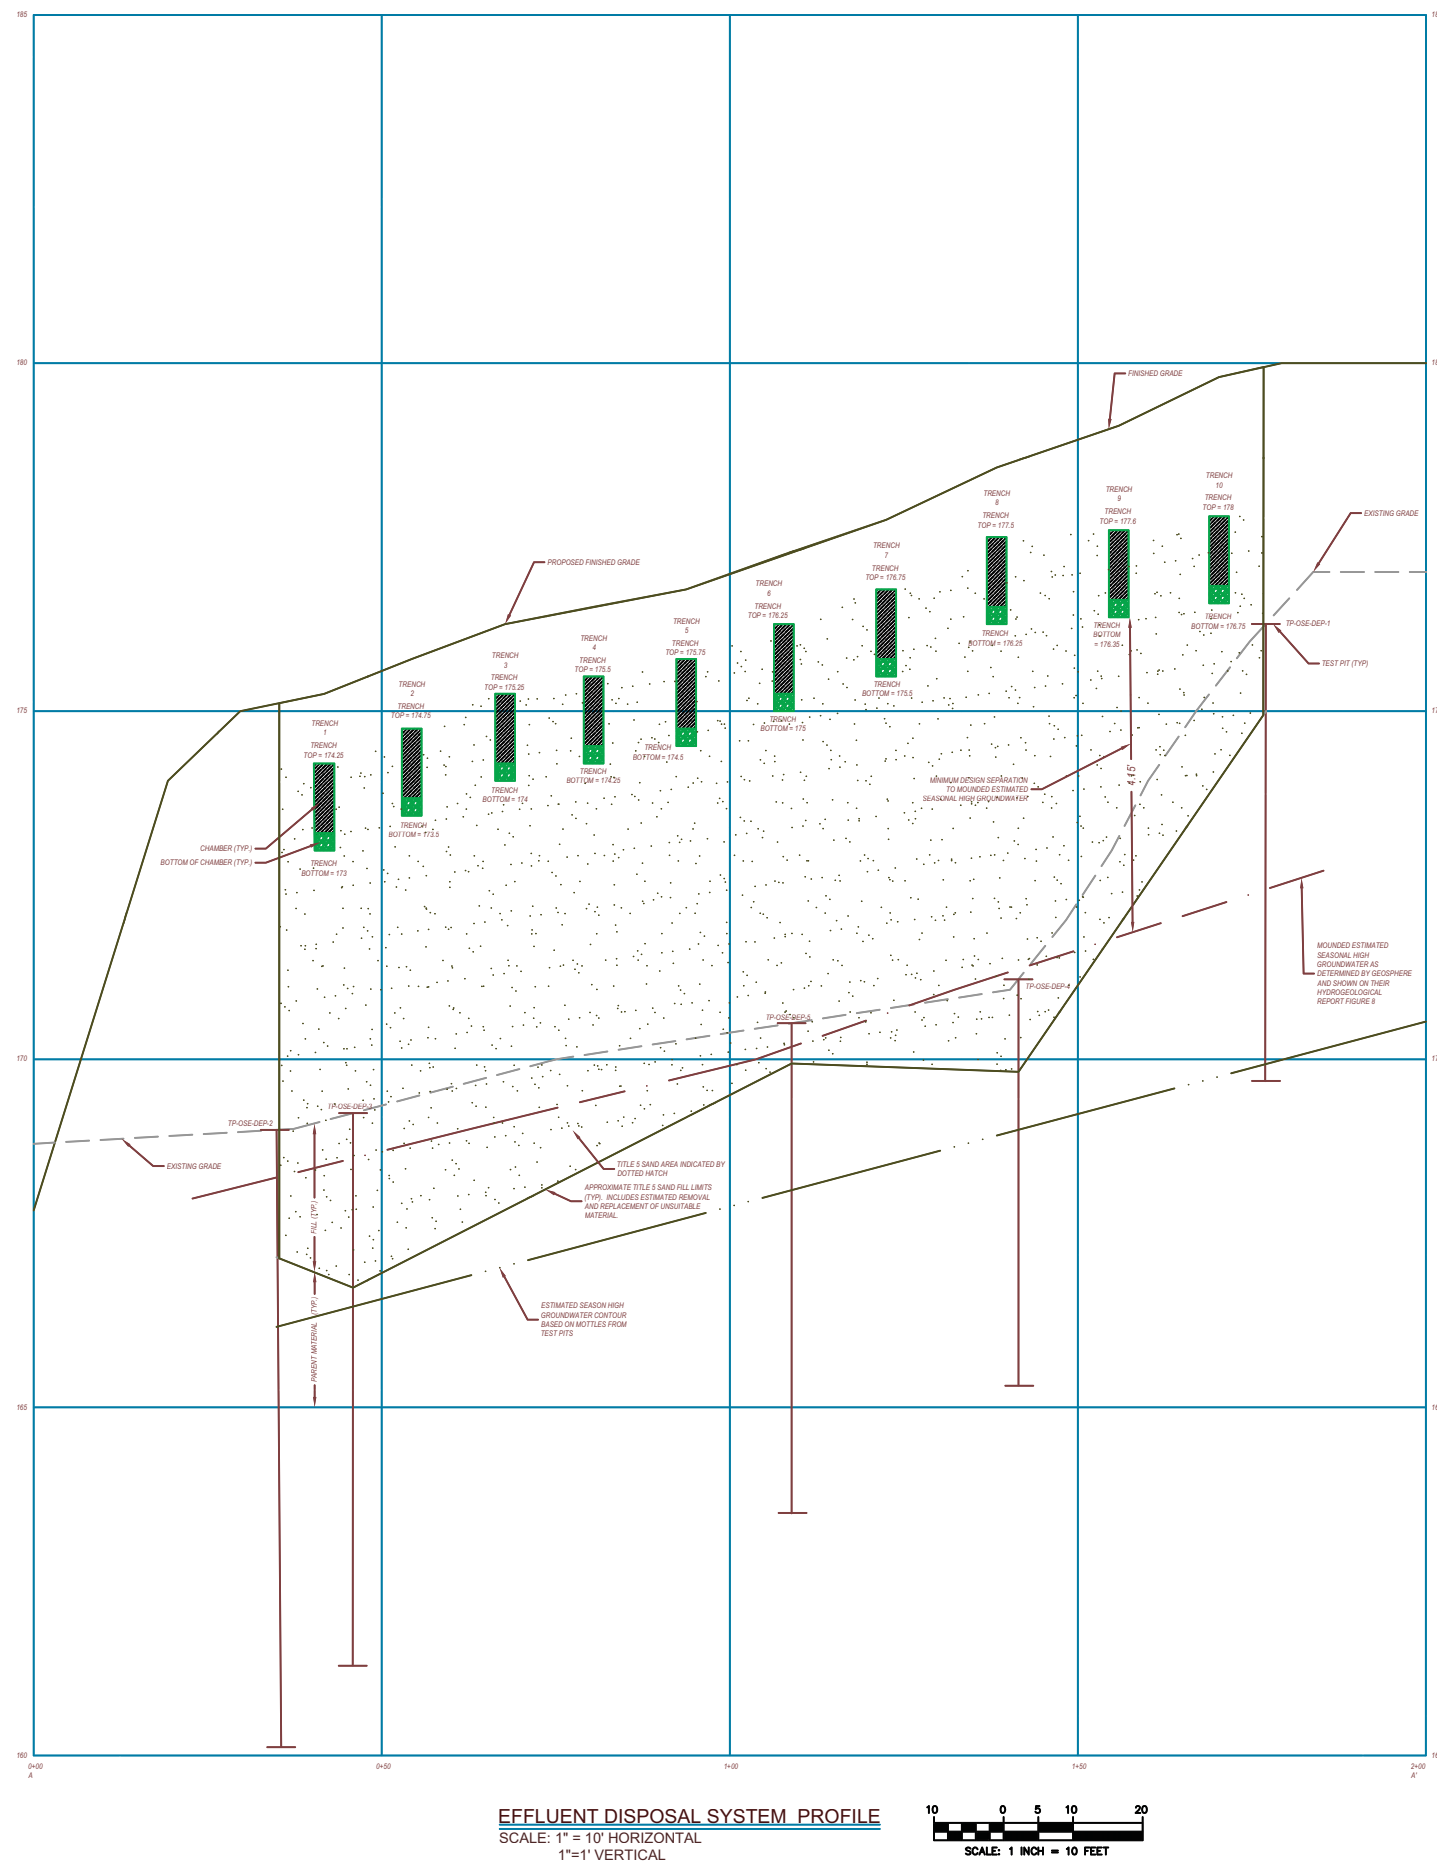 185
180
FINISHED GRADE
TRENCH
10
TRENCH
TOP = 178
TRENCH
9
TRENCH
TOP = 177.6
TRENCH
8
TRENCH
TOP = 177.5
EXISTING GRADE
TRENCH
7
TRENCH
TOP = 176.75
PROPOSED FINISHED GRADE
TRENCH
6
TRENCH
TOP = 176.25
TRENCH
BOTTOM = 176.75
TRENCH
BOTTOM
= 176.35
TRENCH
BOTTOM = 176.25
TP-OSE-DEP-1
TEST PIT (TYP)
TRENCH
5
TRENCH
TOP = 175.75
TRENCH
4
TRENCH
TOP = 175.5
TRENCH
3
TRENCH
TOP = 175.25
TRENCH
2
TRENCH
TOP = 174.75
TRENCH
BOTTOM = 175.5
175
TRENCH
1
TRENCH
TOP = 174.25
TRENCH
BOTTOM = 175
TRENCH
BOTTOM = 174.5
TRENCH
BOTTOM = 174.25
TRENCH
BOTTOM = 174
MINIMUM DESIGN SEPARATION
TO MOUNDED ESTIMATED
SEASONAL HIGH GROUNDWATER
4.15'
TRENCH
BOTTOM = 173.5
CHAMBER (TYP.)
BOTTOM OF CHAMBER (TYP.)
TRENCH
BOTTOM = 173
MOUNDED ESTIMATED
SEASONAL HIGH
GROUNDWATER AS
DETERMINED BY GEOSPHERE
AND SHOWN ON THEIR
HYDROGEOLOGICAL
REPORT FIGURE 8
TP-OSE-DEP-4
TP-OSE-DEP-5
170
TP-OSE-DEP-3
TP-OSE-DEP-2
EXISTING GRADE
TITLE 5 SAND AREA INDICATED BY
DOTTED HATCH
APPROXIMATE TITLE 5 SAND FILL LIMITS
(TYP). INCLUDES ESTIMATED REMOVAL
AND REPLACEMENT OF UNSUITABLE
MATERIAL.
FILL (TYP.)
PARENT MATERIAL (TYP.)
ESTIMATED SEASON HIGH
GROUNDWATER CONTOUR
BASED ON MOTTLES FROM
TEST PITS
165
160
0+00
A
0+50
1+00
1+50
2+00
A'
EFFLUENT DISPOSAL SYSTEM PROFILE
SCALE: 1" = 10' HORIZONTAL
1"=1' VERTICAL
10 0 5 10 20
SCALE: 1 INCH = 10 FEET